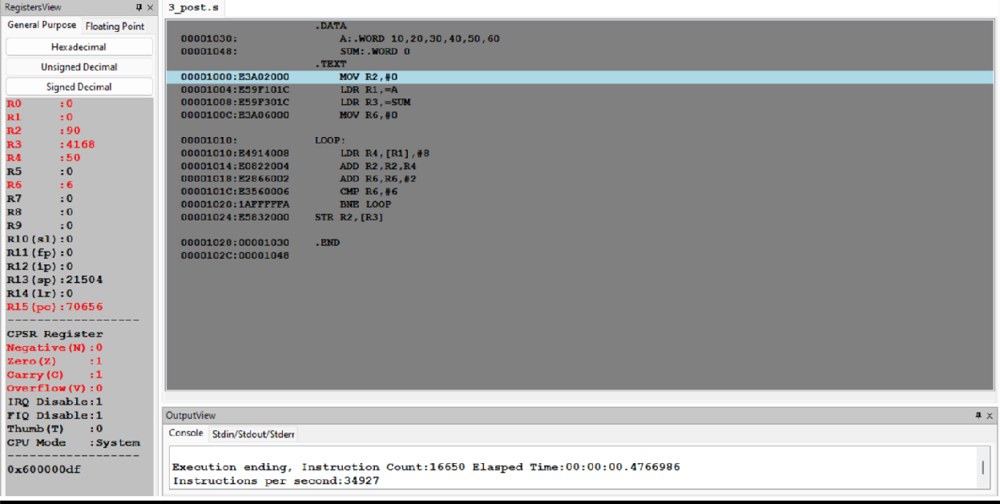 RegistersView
General Purpose Floating Point
Hexadecimal
Unsigned Decimal
Signed Decimal
R0 :0
R1 :0
R2 :90
R3 :4168
R4 :50
R5 :0
R6 :6
R7 :0
R8 :0
R9 :0
R10(sl):0
R11(fp):0
R12(ip):0
R13(sp):21504
R14(lr):0
R15(pc):70656
------------------
CPSR Register
Negative(N):0
Zero(Z) :1
Carry(C) :1
Overflow(V):0
IRQ Disable:1
FIQ Disable:1
Thumb(T) :0
CPU Mode :System
------------------
0x600000df
3_post.s
.DATA
00001030: A:.WORD 10,20,30,40,50,60
00001048: SUM:.WORD 0
.TEXT
00001000:E3A02000 MOV R2,#0
00001004:E59F101C LDR R1,=A
00001008:E59F301C LDR R3,=SUM
0000100C:E3A06000 MOV R6,#0
00001010: LOOP:
00001010:E4914008 LDR R4,[R1],#8
00001014:E0822004 ADD R2,R2,R4
00001018:E2866002 ADD R6,R6,#2
0000101C:E3560006 CMP R6,#6
00001020:1AFFFFFA BNE LOOP
00001024:E5832000 STR R2,[R3]
00001028:00001030 .END
0000102C:00001048
OutputView
Console Stdin/Stdout/Stderr
Execution ending, Instruction Count:16650 Elasped Time:00:00:00.4766986
Instructions per second:34927